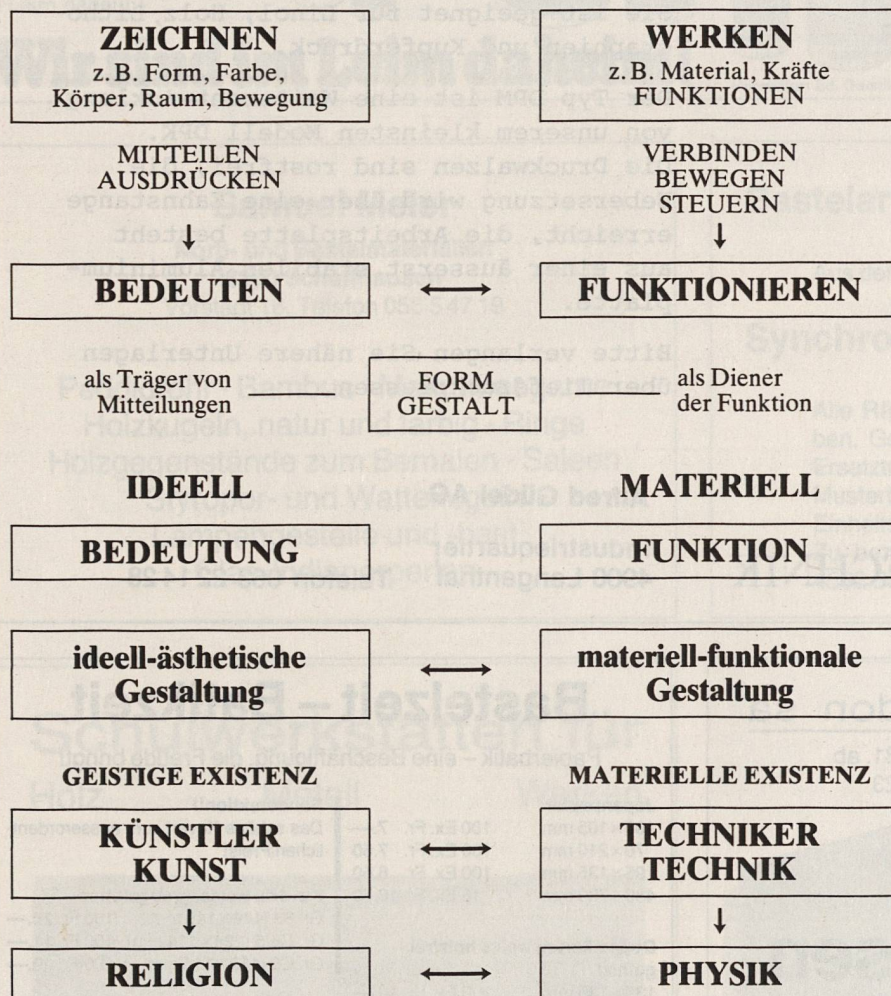 ZEICHNEN
z. B. Form, Farbe,
Körper, Raum, Bewegung
WERKEN
z. B. Material, Kräfte
FUNKTIONEN
MITTEILEN
AUSDRÜCKEN
VERBINDEN
BEWEGEN
STEUERN
BEDEUTEN
FUNKTIONIEREN
als Träger von
Mitteilungen
FORM
GESTALT
als Diener
der Funktion
IDEELL
MATERIELL
BEDEUTUNG
FUNKTION
ideell-ästhetische
Gestaltung
materiell-funktionale
Gestaltung
GEISTIGE EXISTENZ
MATERIELLE EXISTENZ
KÜNSTLER
KUNST
TECHNIKER
TECHNIK
RELIGION
PHYSIK